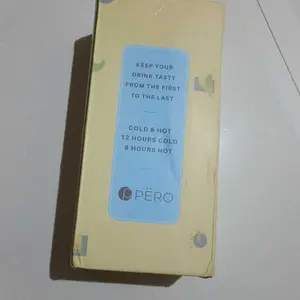 KEEP YOUR
DRINK TASTY
FROM THE FIRST
TO THE LAST
COLD & HOT
12 HOURS COLD
8 HOURS HOT
PËRO